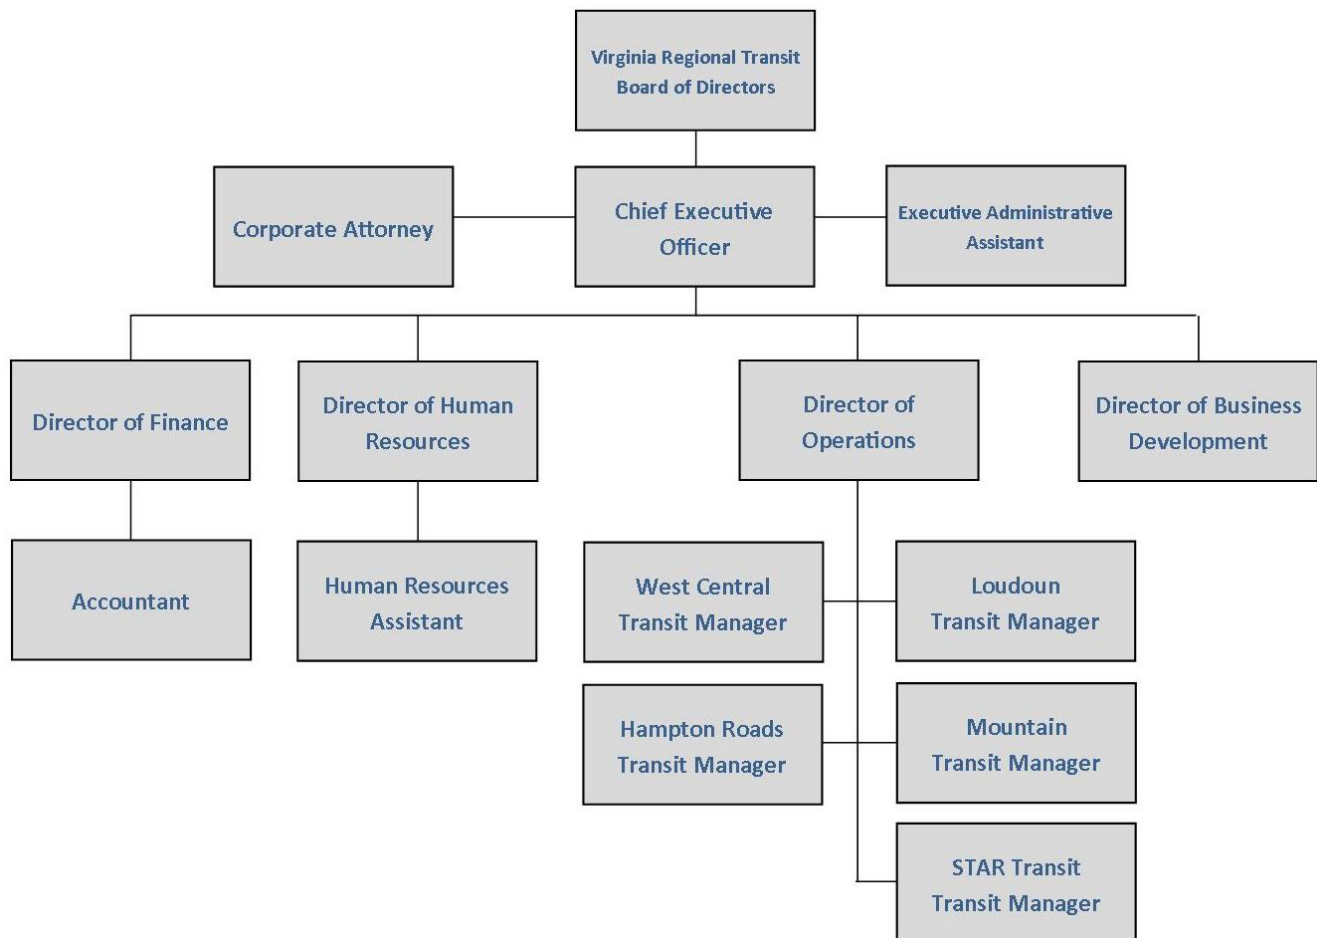 Virginia Regional Transit
Board of Directors
Corporate Attorney
Chief Executive
Officer
Executive Administrative
Assistant
Director of Finance
Director of Human
Resources
Director of
Operations
Director of Business
Development
Accountant
Human Resources
Assistant
West Central
Transit Manager
Loudoun
Transit Manager
Hampton Roads
Transit Manager
Mountain
Transit Manager
STAR Transit
Transit Manager